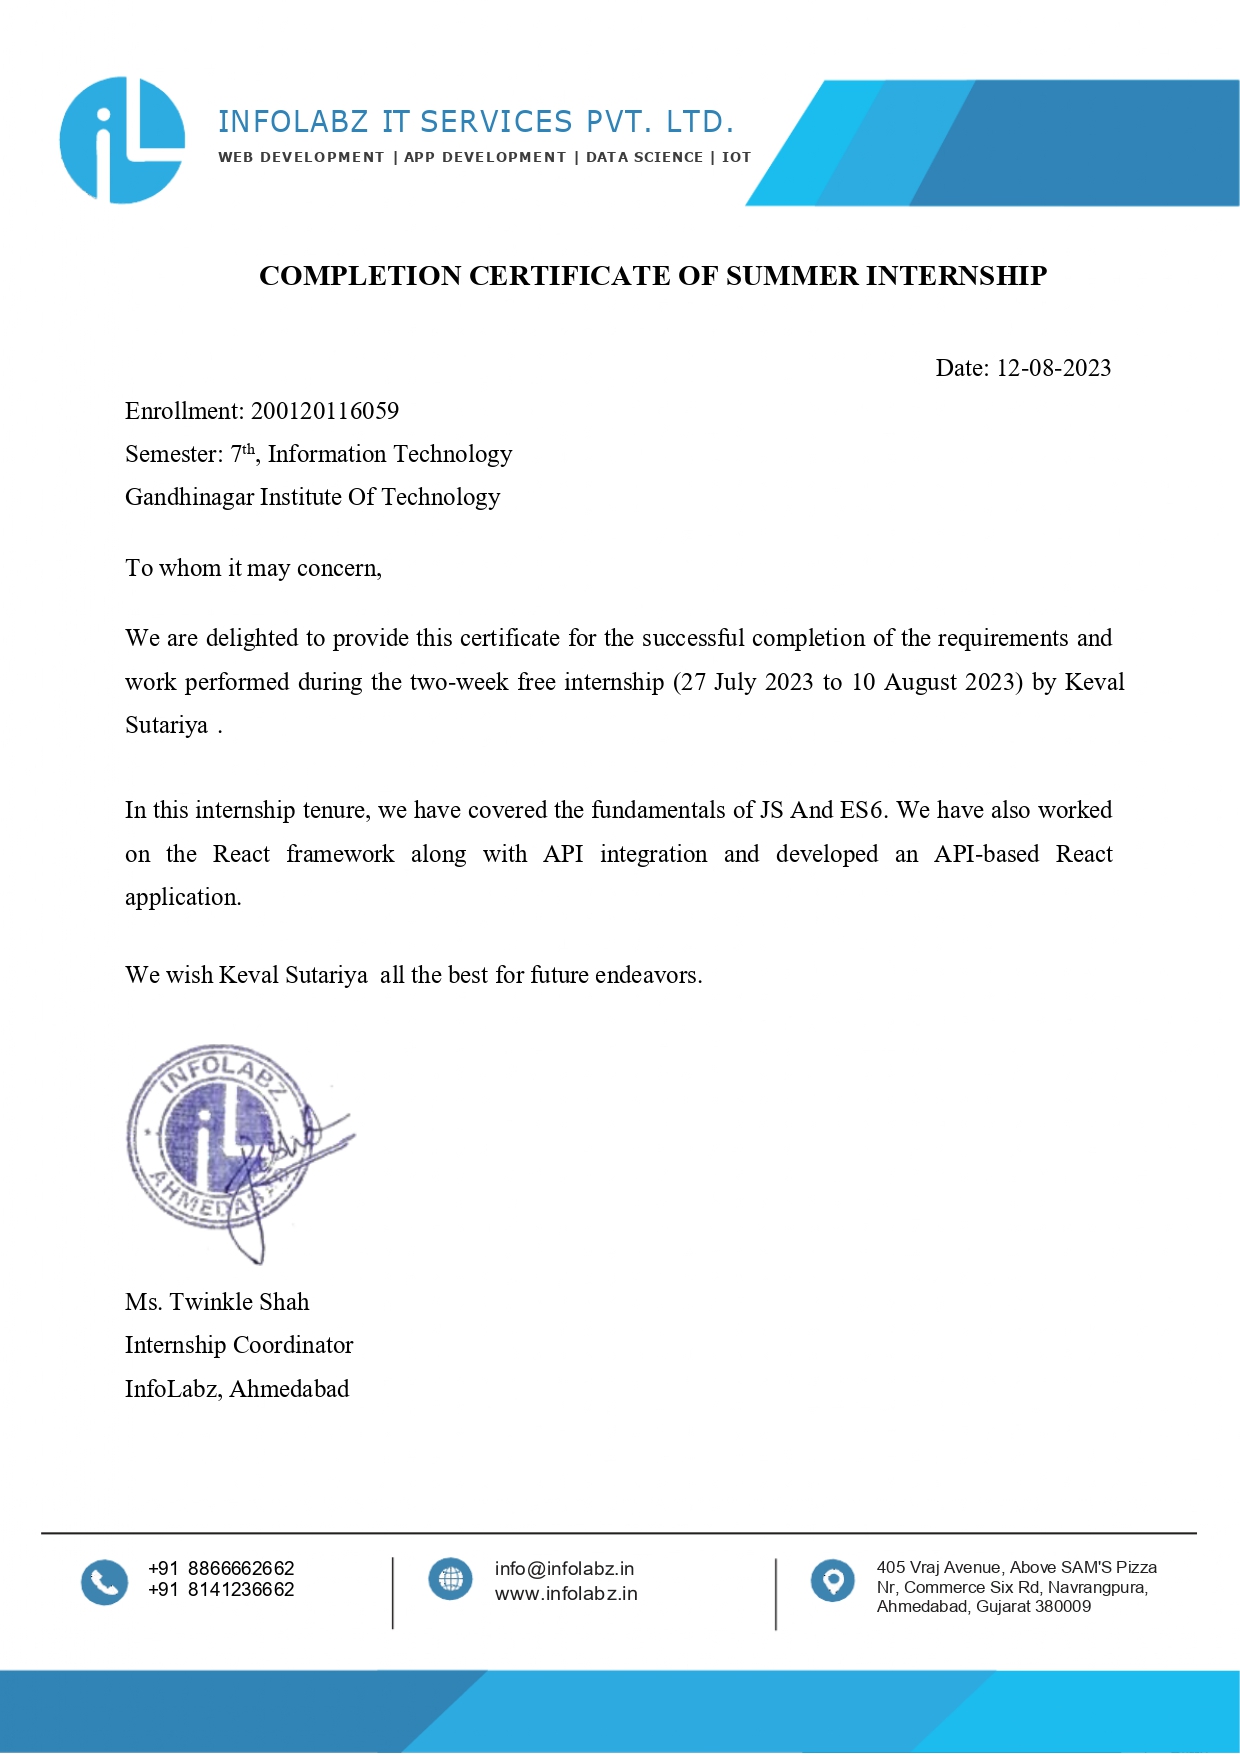 INFOLABZ IT SERVICES PVT. LTD.
WEB DEVELOPMENT | APP DEVELOPMENT | DATA SCIENCE | IOT
COMPLETION CERTIFICATE OF SUMMER INTERNSHIP
Date: 12-08-2023
Enrollment: 200120116059
Semester: 7th, Information Technology
Gandhinagar Institute Of Technology
To whom it may concern,
We are delighted to provide this certificate for the successful completion of the requirements and
work performed during the two-week free internship (27 July 2023 to 10 August 2023) by Keval
Sutariya .
In this internship tenure, we have covered the fundamentals of JS And ES6. We have also worked
on the React framework along with API integration and developed an API-based React
application.
We wish Keval Sutariya all the best for future endeavors.
INFOLABZ
iL
Ms. Twinkle Shah
Internship Coordinator
InfoLabz, Ahmedabad
+91 8866662662
+91 8141236662
info@infolabz.in
www.infolabz.in
405 Vraj Avenue, Above SAM'S Pizza
Nr, Commerce Six Rd, Navrangpura,
Ahmedabad, Gujarat 380009